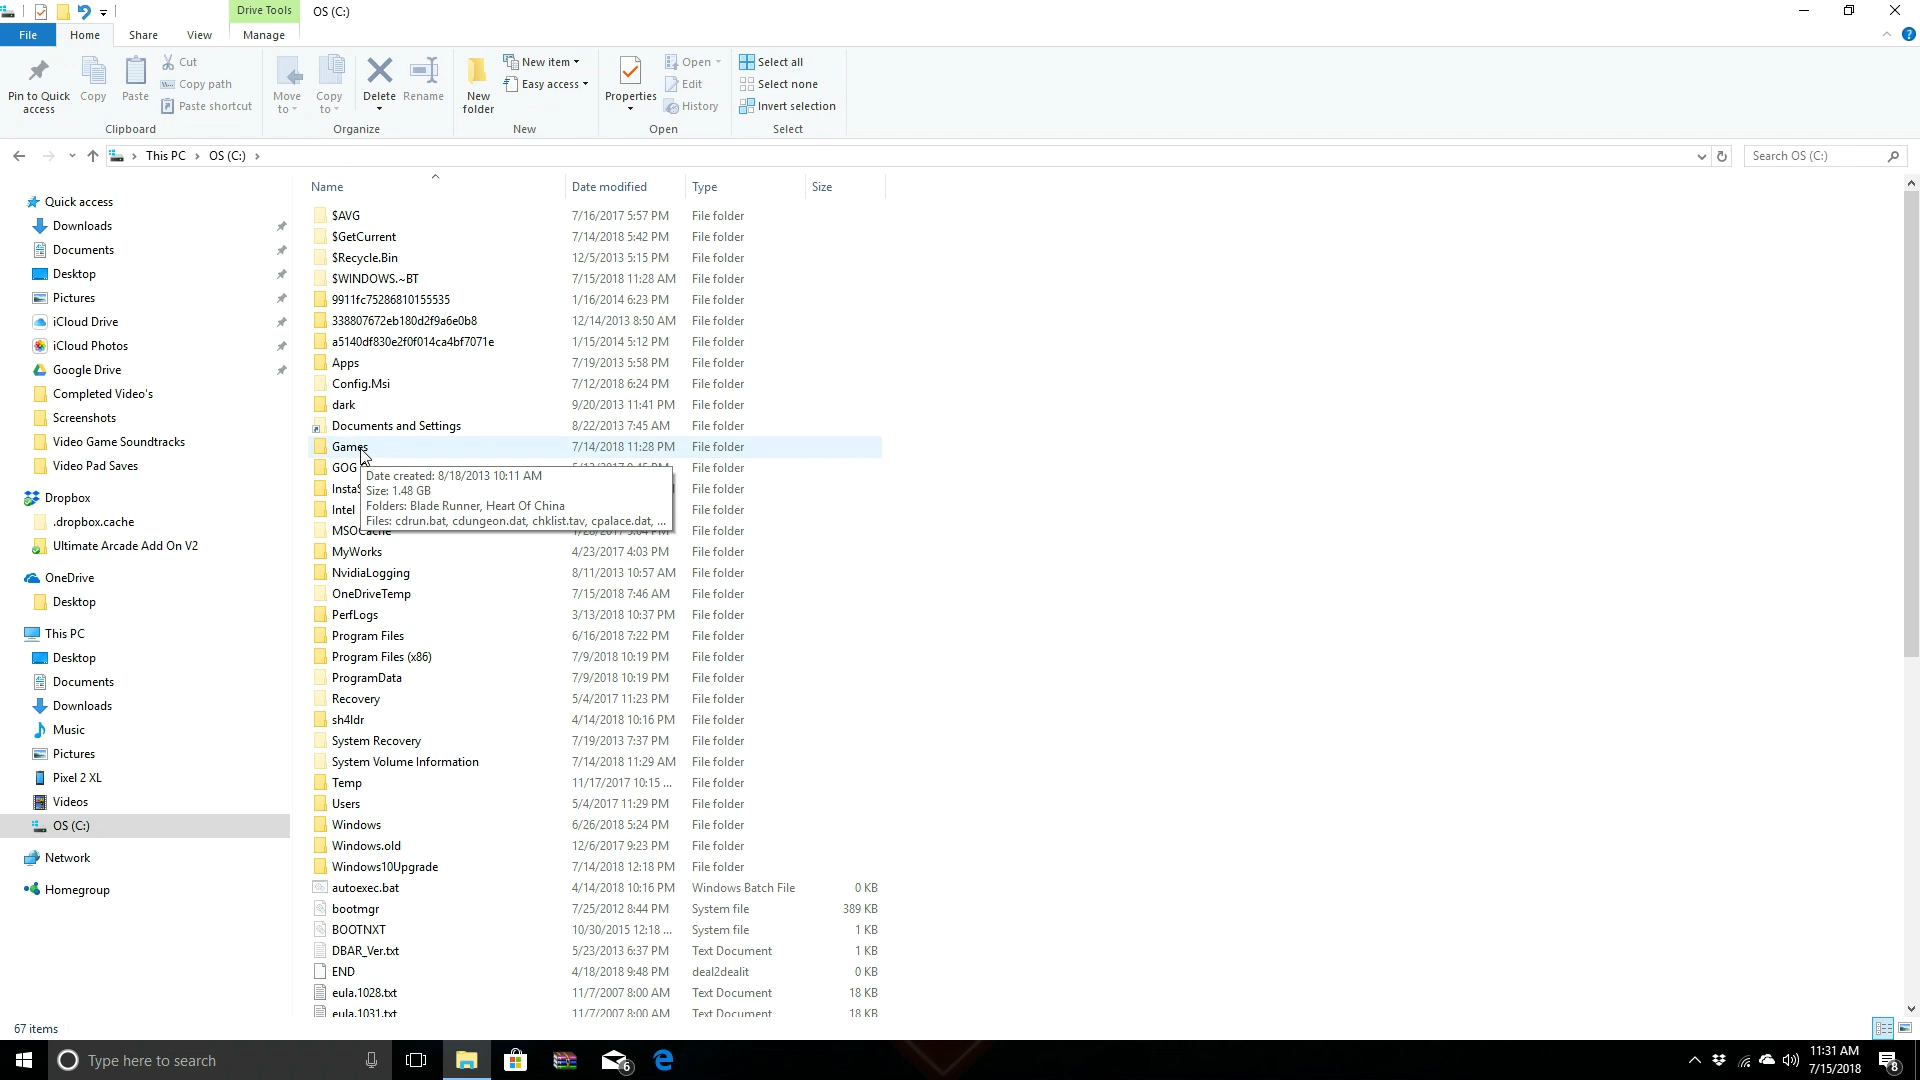 Drive Tools OS (C:)
File Home Share View Manage
Pin to Quick access
Copy
Paste
Cut
Copy path
Paste shortcut
Clipboard
Move to
Copy to
Delete
Rename
Organize
New folder
New item
Easy access
New
Properties
Open
Edit
History
Open
Select all
Select none
Invert selection
Select
This PC > OS (C:) >
Search OS (C:)
Quick access
Downloads
Documents
Desktop
Pictures
iCloud Drive
iCloud Photos
Google Drive
Completed Video's
Screenshots
Video Game Soundtracks
Video Pad Saves
Dropbox
.dropbox.cache
Ultimate Arcade Add On V2
OneDrive
Desktop
This PC
Desktop
Documents
Downloads
Music
Pictures
Pixel 2 XL
Videos
OS (C:)
Network
Homegroup
Name Date modified Type Size
$AVG 7/16/2017 5:57 PM File folder
$GetCurrent 7/14/2018 5:42 PM File folder
$Recycle.Bin 12/5/2013 5:15 PM File folder
$WINDOWS.~BT 7/15/2018 11:28 AM File folder
9911fc75286810155535 1/16/2014 6:23 PM File folder
338807672eb180d2f9a6e0b8 12/14/2013 8:50 AM File folder
a5140df830e2f0f014ca4bf7071e 1/15/2014 5:12 PM File folder
Apps 7/19/2013 5:58 PM File folder
Config.Msi 7/12/2018 6:24 PM File folder
dark 9/20/2013 11:41 PM File folder
Documents and Settings 8/22/2013 7:45 AM File folder
Games 7/14/2018 11:28 PM File folder
GOG File folder
File folder
Intel File folder
File folder
Date created: 8/18/2013 10:11 AM
Size: 1.48 GB
Folders: Blade Runner, Heart Of China
Files: cdrun.bat, cdungeon.dat, chklist.tav, cpalace.dat, ...
MyWorks 4/23/2017 4:03 PM File folder
NvidiaLogging 8/11/2013 10:57 AM File folder
OneDriveTemp 7/15/2018 7:46 AM File folder
PerfLogs 3/13/2018 10:37 PM File folder
Program Files 6/16/2018 7:22 PM File folder
Program Files (x86) 7/9/2018 10:19 PM File folder
ProgramData 7/9/2018 10:19 PM File folder
Recovery 5/4/2017 11:23 PM File folder
sh4ldr 4/14/2018 10:16 PM File folder
System Recovery 7/19/2013 7:37 PM File folder
System Volume Information 7/14/2018 11:29 AM File folder
Temp 11/17/2017 10:15 ... File folder
Users 5/4/2017 11:29 PM File folder
Windows 6/26/2018 5:24 PM File folder
Windows.old 12/6/2017 9:23 PM File folder
Windows10Upgrade 7/14/2018 12:18 PM File folder
autoexec.bat 4/14/2018 10:16 PM Windows Batch File 0 KB
bootmgr 7/25/2012 8:44 PM System file 389 KB
BOOTNXT 10/30/2015 12:18 ... System file 1 KB
DBAR_Ver.txt 5/23/2013 6:37 PM Text Document 1 KB
END 4/18/2018 9:48 PM deal2dealit 0 KB
eula.1028.txt 11/7/2007 8:00 AM Text Document 18 KB
eula.1031.txt 11/7/2007 8:00 AM Text Document 18 KB
67 items
Type here to search
6
11:31 AM
7/15/2018
8